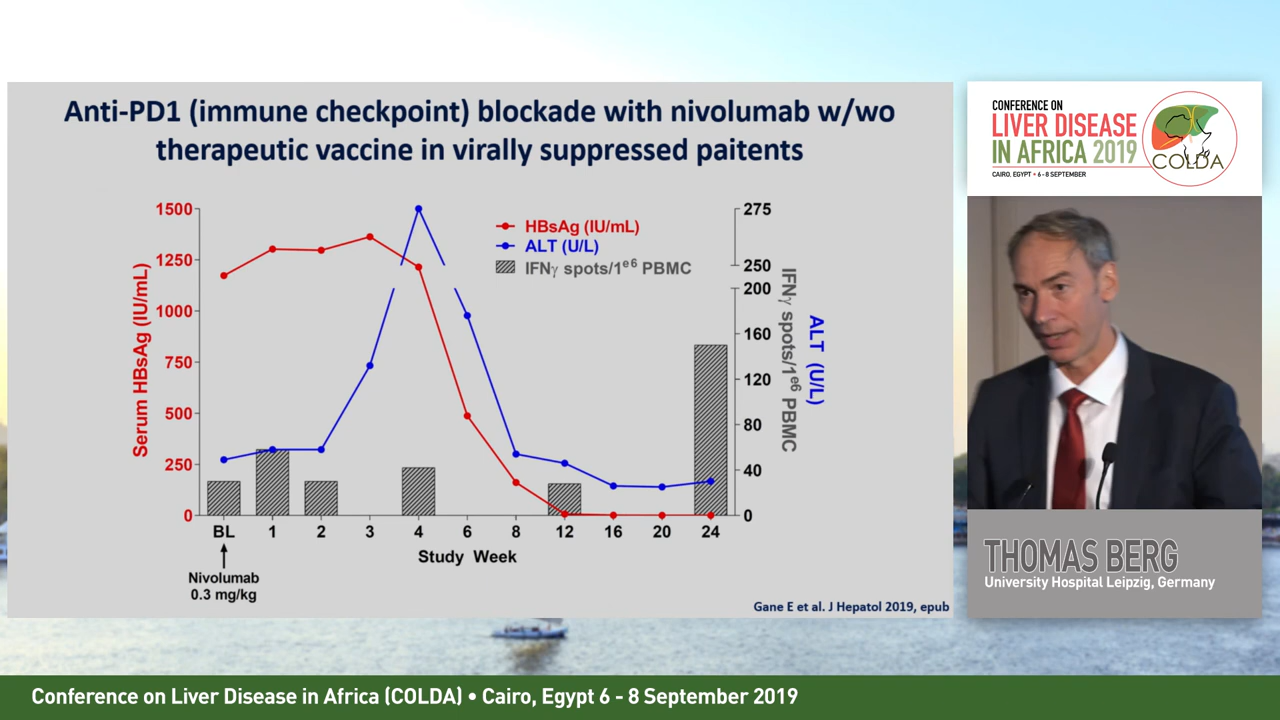 Anti-PD1 (immune checkpoint) blockade with nivolumab w/wo
therapeutic vaccine in virally suppressed paitents
1500
1250
1000
750
500
250
0
Serum HBsAg (IU/mL)
HBsAg (IU/mL)
ALT (U/L)
IFNγ spots/1e6 PBMC
275
250
200
160
120
80
40
0
IFNγ spots/1e6 PBMC
ALT (U/L)
BL 1 2 3 4 6 8 12 16 20 24
Study Week
Nivolumab
0.3 mg/kg
Gane E et al. J Hepatol 2019, epub
CONFERENCE ON
LIVER DISEASE
IN AFRICA 2019
CAIRO, EGYPT • 6-8 SEPTEMBER
COLDA
THOMAS BERG
University Hospital Leipzig, Germany
Conference on Liver Disease in Africa (COLDA) • Cairo, Egypt 6 - 8 September 2019